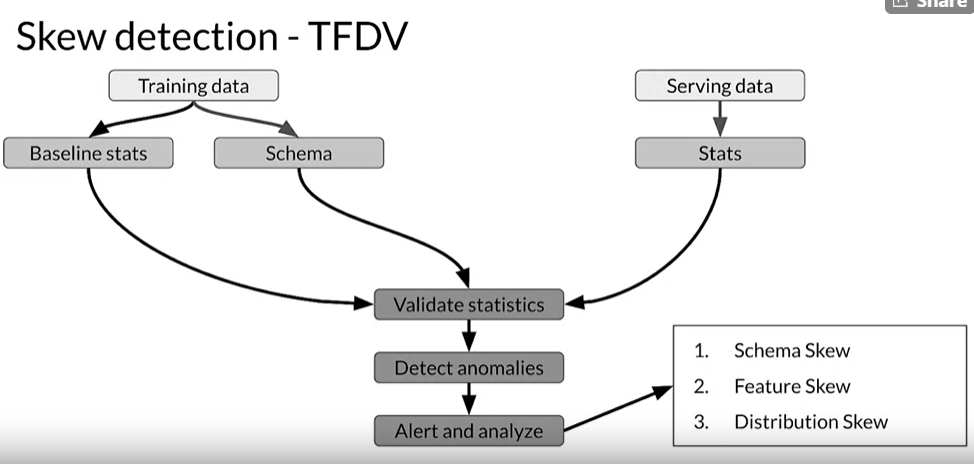 Share
Skew detection - TFDV
Training data
Serving data
Baseline stats
Schema
Stats
Validate statistics
Detect anomalies
Alert and analyze
1. Schema Skew
2. Feature Skew
3. Distribution Skew